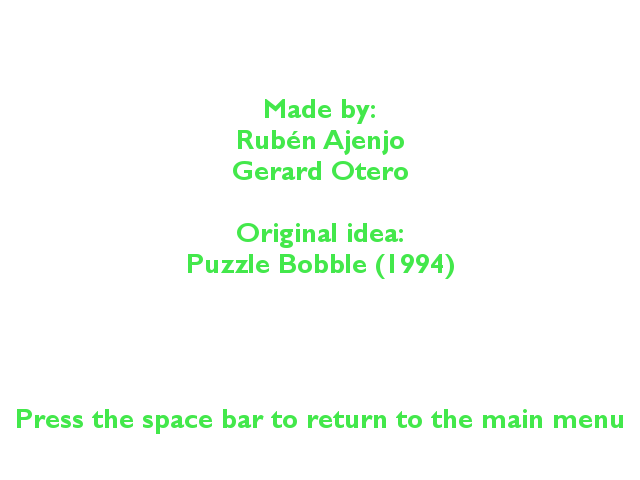 Made by:
Rubén Ajenjo
Gerard Otero
Original idea:
Puzzle Bobble (1994)
Press the space bar to return to the main menu